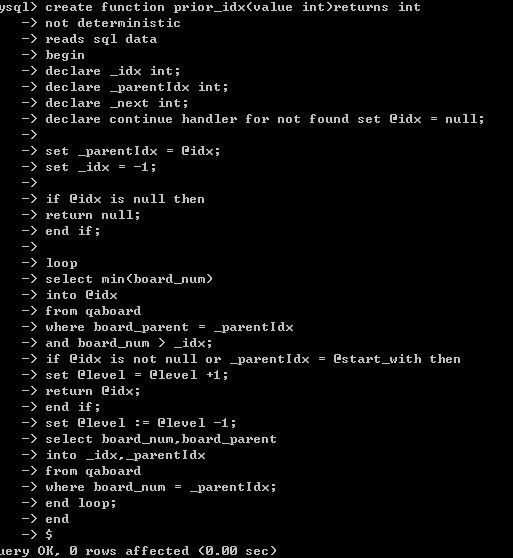 ysql> create function prior_idx(value int)returns int
-> not deterministic
-> reads sql data
-> begin
-> declare _idx int;
-> declare _parentIdx int;
-> declare _next int;
-> declare continue handler for not found set @idx = null;
->
-> set _parentIdx = @idx;
-> set _idx = -1;
->
-> if @idx is null then
-> return null;
-> end if;
->
-> loop
-> select min(board_num)
-> into @idx
-> from qaboard
-> where board_parent = _parentIdx
-> and board_num > _idx;
-> if @idx is not null or _parentIdx = @start_with then
-> set @level = @level +1;
-> return @idx;
-> end if;
-> set @level := @level -1;
-> select board_num,board_parent
-> into _idx,_parentIdx
-> from qaboard
-> where board_num = _parentIdx;
-> end loop;
-> end
-> $
uery OK, 0 rows affected (0.00 sec)